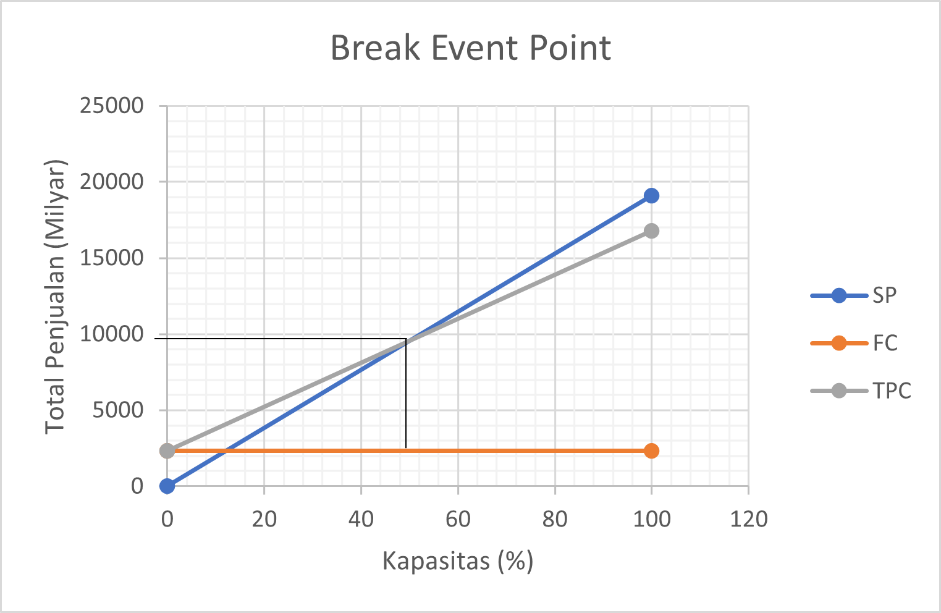 Break Event Point
Total Penjualan (Milyar)
25000
20000
15000
10000
5000
0
0 20 40 60 80 100 120
Kapasitas (%)
SP
FC
TPC